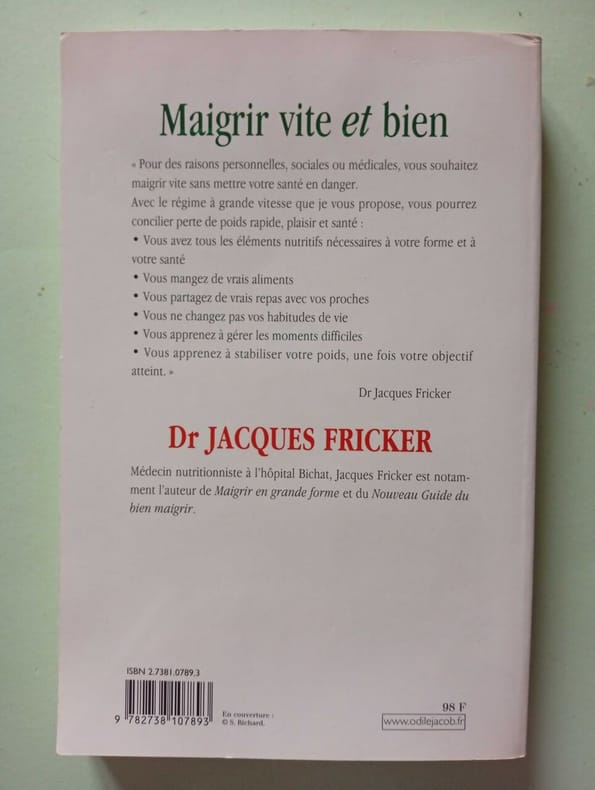 Maigrir vite et bien
« Pour des raisons personnelles, sociales ou médicales, vous souhaitez
maigrir vite sans mettre votre santé en danger.
Avec le régime à grande vitesse que je vous propose, vous pourrez
concilier perte de poids rapide, plaisir et santé :
• Vous avez tous les éléments nutritifs nécessaires à votre forme et à
votre santé
• Vous mangez de vrais aliments
• Vous partagez de vrais repas avec vos proches
• Vous ne changez pas vos habitudes de vie
• Vous apprenez à gérer les moments difficiles
• Vous apprenez à stabiliser votre poids, une fois votre objectif
atteint. »
Dr Jacques Fricker
Dr JACQUES FRICKER
Médecin nutritionniste à l'hôpital Bichat, Jacques Fricker est notam-
ment l'auteur de Maigrir en grande forme et du Nouveau Guide du
bien maigrir.
ISBN 2.7381.0789.3
9 782738 107893
En couverture :
© S. Richard.
98 F
www.odilejacob.fr